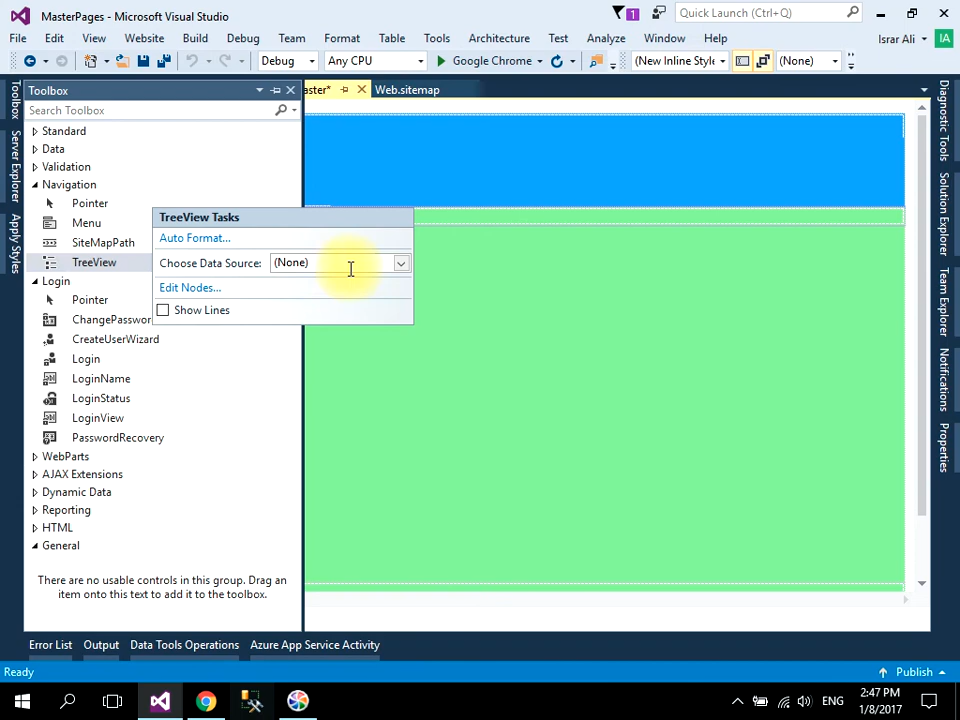 MasterPages - Microsoft Visual Studio
1
Quick Launch (Ctrl+Q)
File Edit View Website Build Debug Team Format Table Tools Architecture Test Analyze Window Help
Israr Ali IA
Debug Any CPU Google Chrome (New Inline Style (None)
Toolbox
aster* Web.sitemap
Search Toolbox
Standard
Data
Validation
Navigation
Pointer
Menu
SiteMapPath
TreeView
Login
Pointer
ChangePasswor
CreateUserWizard
Login
LoginName
LoginStatus
LoginView
PasswordRecovery
WebParts
AJAX Extensions
Dynamic Data
Reporting
HTML
General
There are no usable controls in this group. Drag an
item onto this text to add it to the toolbox.
TreeView Tasks
Auto Format...
Choose Data Source: (None)
Edit Nodes...
Show Lines
Toolbox
Server Explorer
Apply Styles
Diagnostic Tools
Solution Explorer
Team Explorer
Notifications
Properties
Error List Output Data Tools Operations Azure App Service Activity
Ready
Publish
ENG
2:47 PM
1/8/2017